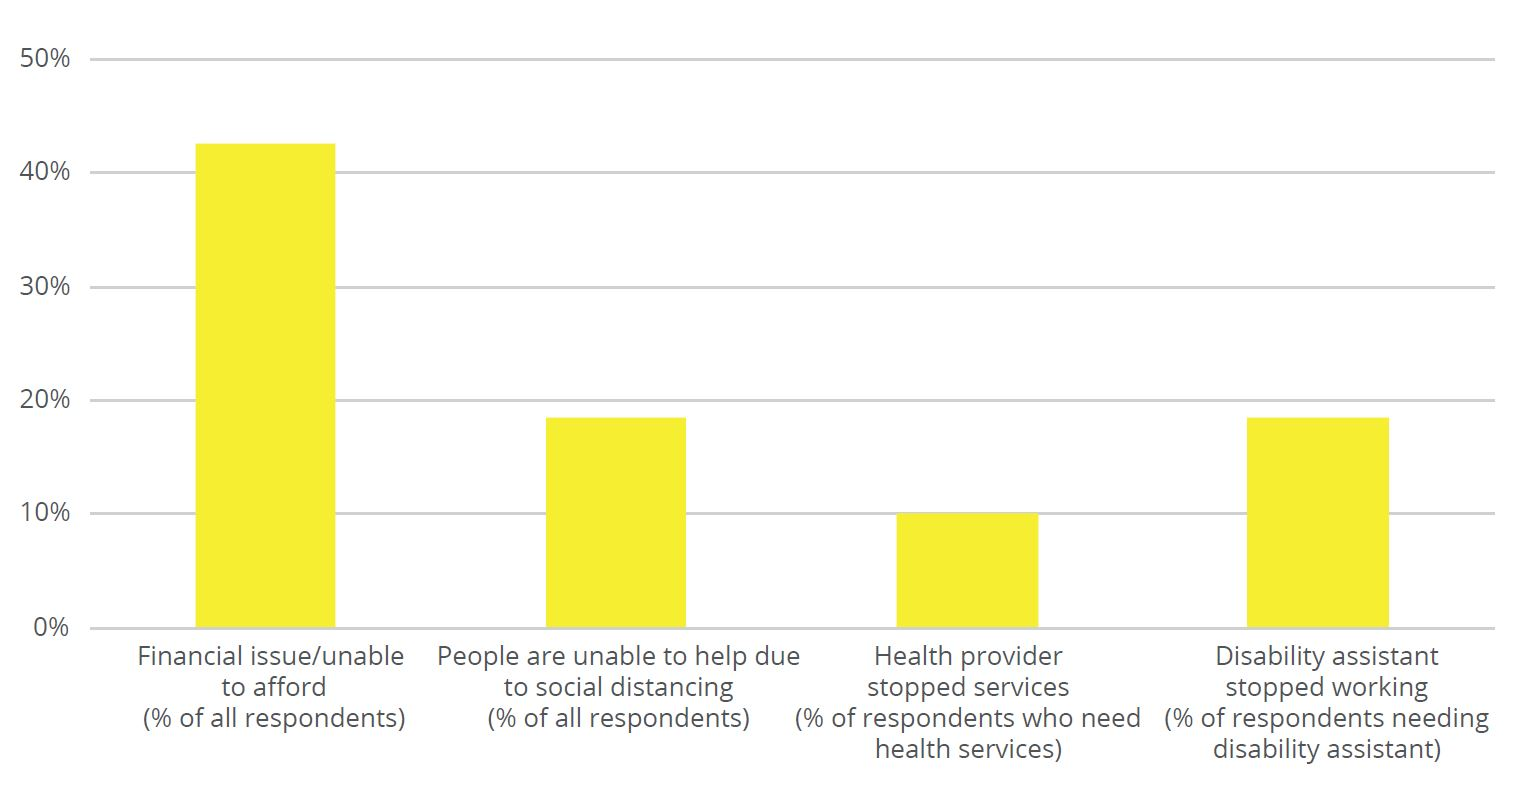 50%
40%
30%
20%
10%
0%
Financial issue/unable
to afford
(% of all respondents)
People are unable to help due
to social distancing
(% of all respondents)
Health provider
stopped services
(% of respondents who need
health services)
Disability assistant
stopped working
(% of respondents needing
disability assistant)